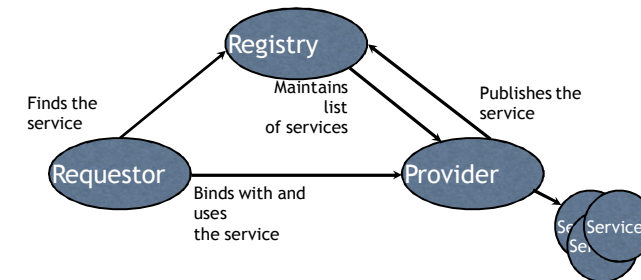 Registry
Maintains
list
of services
Finds the
service
Publishes the
service
Requestor
Provider
Binds with and
uses
the service
Service